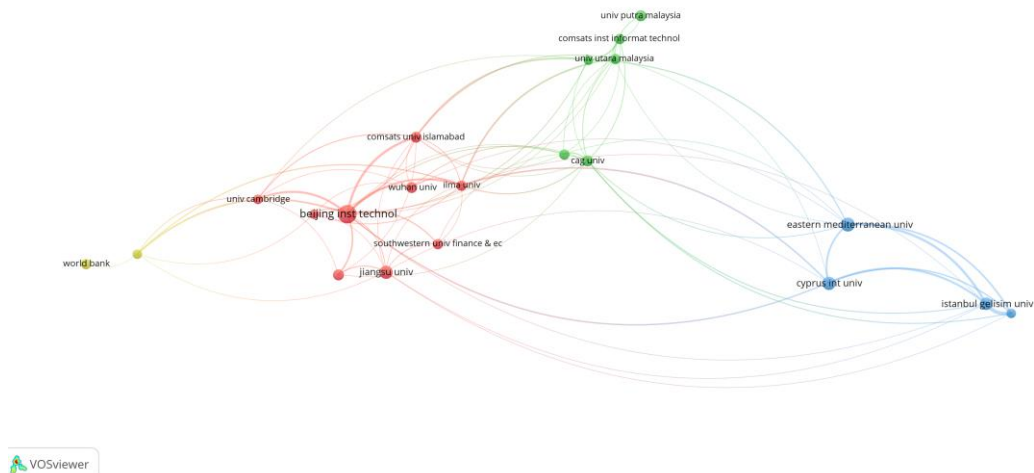 univ putra malaysia
comsats inst informat technol
univ utara malaysia
comsats univ islamabad
cag univ
wuhan univ
ilma univ
univ cambridge
beijing inst technol
eastern mediterranean univ
southwestern univ finance & ec
world bank
jiangsu univ
cyprus int univ
istanbul gelisim univ
VOSviewer